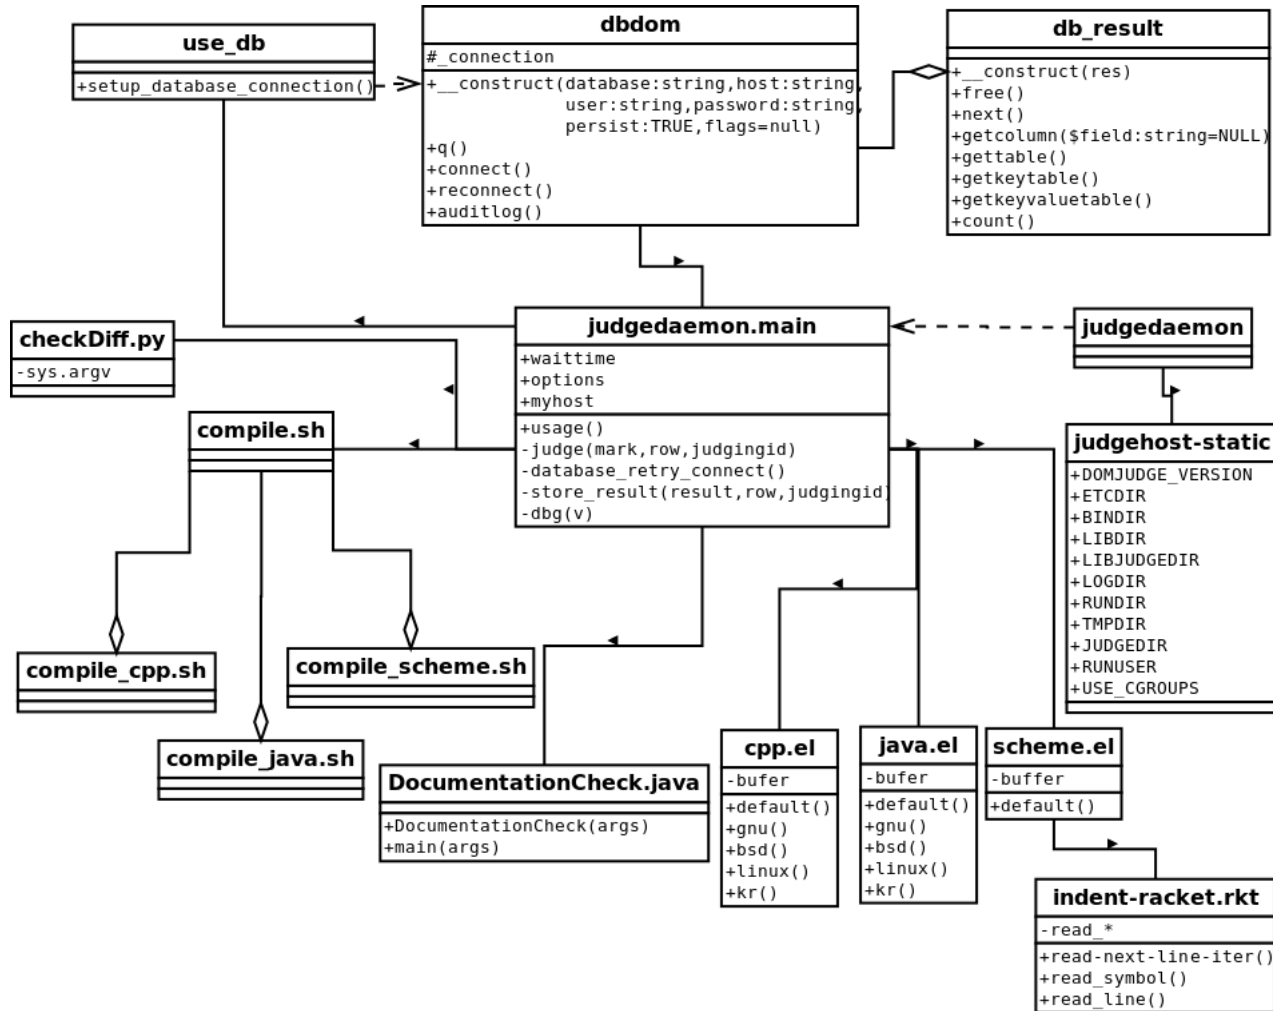 use_db
+setup_database_connection()
dbdom
#_connection
+__construct(database:string,host:string,
user:string,password:string,
persist:TRUE,flags=null)
+q()
+connect()
+reconnect()
+auditlog()
db_result
+__construct(res)
+free()
+next()
+getcolumn($field:string=NULL)
+gettable()
+getkeytable()
+getkeyvaluetable()
+count()
checkDiff.py
-sys.argv
judgedaemon.main
+waittime
+options
+myhost
+usage()
-judge(mark,row,judgingid)
-database_retry_connect()
-store_result(result,row,judgingid)
-dbg(v)
judgedaemon
compile.sh
judgehost-static
+DOMJUDGE_VERSION
+ETCDIR
+BINDIR
+LIBDIR
+LIBJUDGEDIR
+LOGDIR
+RUNDIR
+TMPDIR
+JUDGEDIR
+RUNUSER
+USE_CGROUPS
compile_cpp.sh
compile_scheme.sh
compile_java.sh
DocumentationCheck.java
+DocumentationCheck(args)
+main(args)
cpp.el
-bufer
+default()
+gnu()
+bsd()
+linux()
+kr()
java.el
-bufer
+default()
+gnu()
+bsd()
+linux()
+kr()
scheme.el
-buffer
+default()
indent-racket.rkt
-read_*
+read-next-line-iter()
+read_symbol()
+read_line()